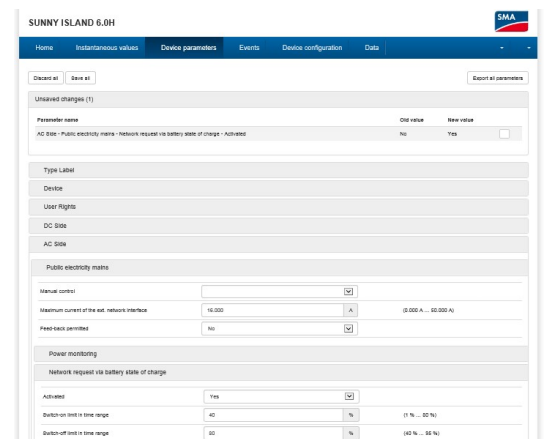 SUNNY ISLAND 6.0H
SMA
Home Instantaneous values Device parameters Events Device configuration Data
Discard all Save all Export all parameters
Unsaved changes (1)
Parameter name Old value New value
AC Side - Public electricity mains - Network request via battery state of charge - Activated No Yes
Type Label
Device
User Rights
DC Side
AC Side
Public electricity mains
Manual control
Maximum current of the ext. network interface 16.000 A (0.000 A ... 50.000 A)
Feed-back permitted No
Power monitoring
Network request via battery state of charge
Activated Yes
Switch-on limit in time range 40 % (1 % ... 80 %)
Switch-off limit in time range 80 % (40 % ... 95 %)